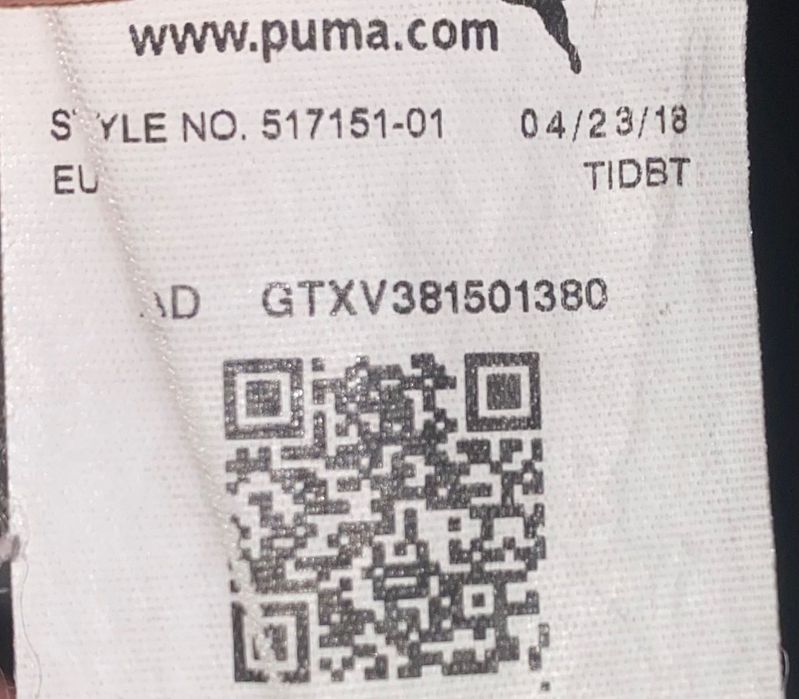 www.puma.com
STYLE NO. 517151-01 04/23/18
EU TIDBT
GTXV381501380